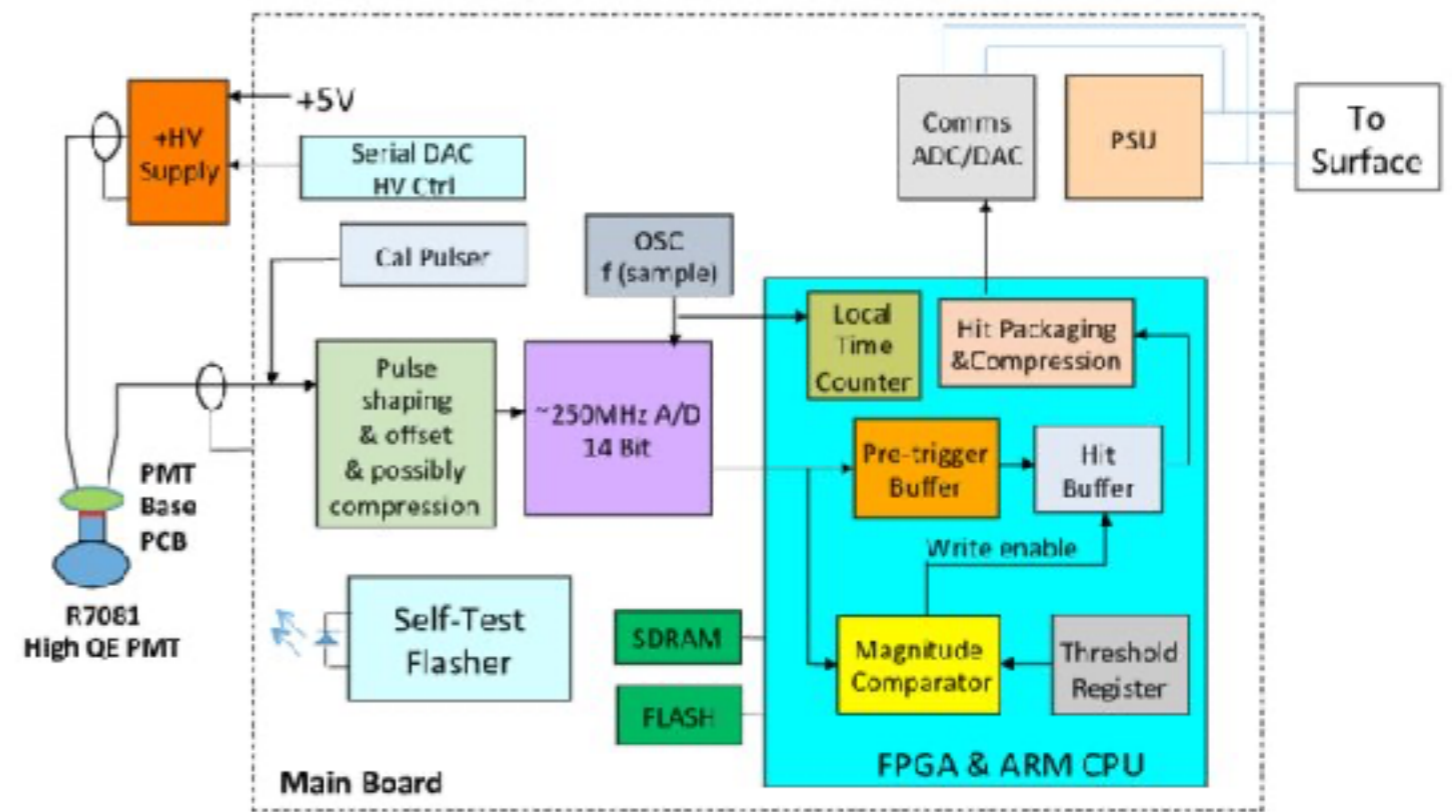 +5V
+HV
Supply
Serial DAC
HV Ctrl
Cal Pulser
OSC
f (sample)
Comms
ADC/DAC
PSU
To
Surface
Pulse
shaping
& offset
& possibly
compression
~250MHz A/D
14 Bit
Local
Time
Counter
Hit Packaging
&Compression
Pre-trigger
Buffer
Hit
Buffer
Write enable
Magnitude
Comparator
Threshold
Register
FPGA & ARM CPU
PMT
Base
PCB
R7081
High QE PMT
Self-Test
Flasher
SDRAM
FLASH
Main Board